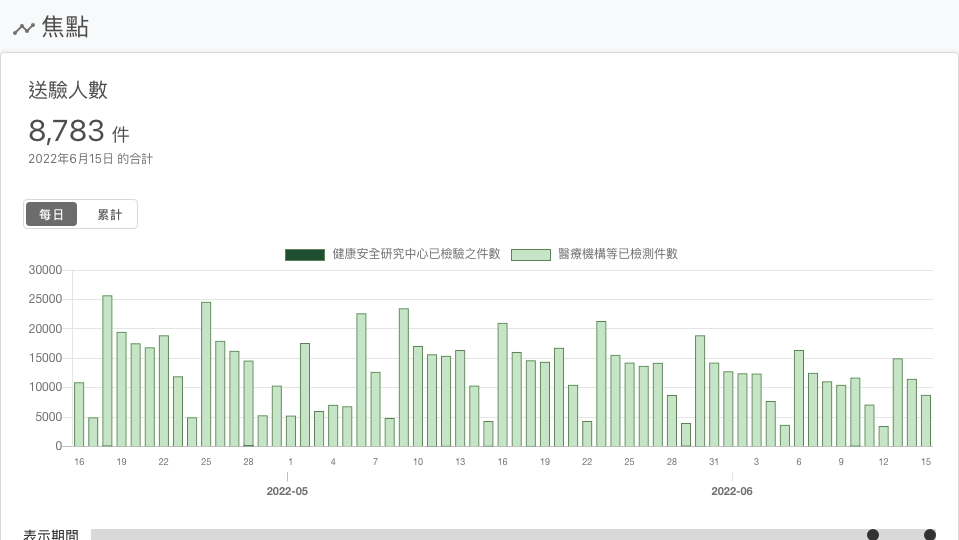 焦點
送驗人數
8,783 件
2022年6月15日 的合計
每日 累計
健康安全研究中心已檢驗之件數 醫療機構等已檢測件數
30000
25000
20000
15000
10000
5000
0
16 19 22 25 28 1 4 7 10 13 16 19 22 25 28 31 3 6 9 12 15
2022-05 2022-06
表示期間